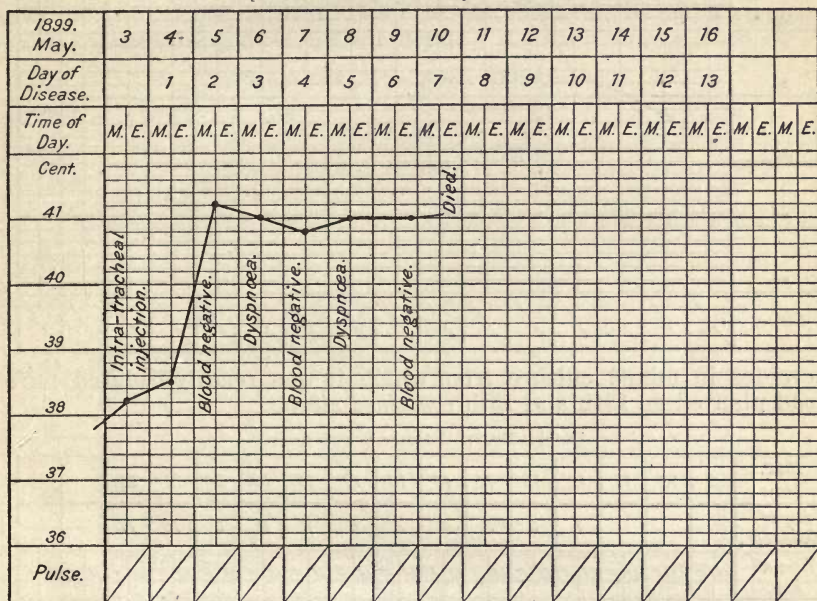 1899. May. 3 4 5 6 7 8 9 10 11 12 13 14 15 16
Day of Disease. 1 2 3 4 5 6 7 8 9 10 11 12 13
Time of Day. M. E. M. E. M. E. M. E. M. E. M. E. M. E. M. E. M. E. M. E. M. E. M. E. M. E. M. E. M. E. M. E.
Cent.
41
40
39
38
37
36
Intra-tracheal
injection.
Blood negative.
Dyspnœa.
Blood negative.
Dyspnœa.
Blood negative.
Died.
Pulse.